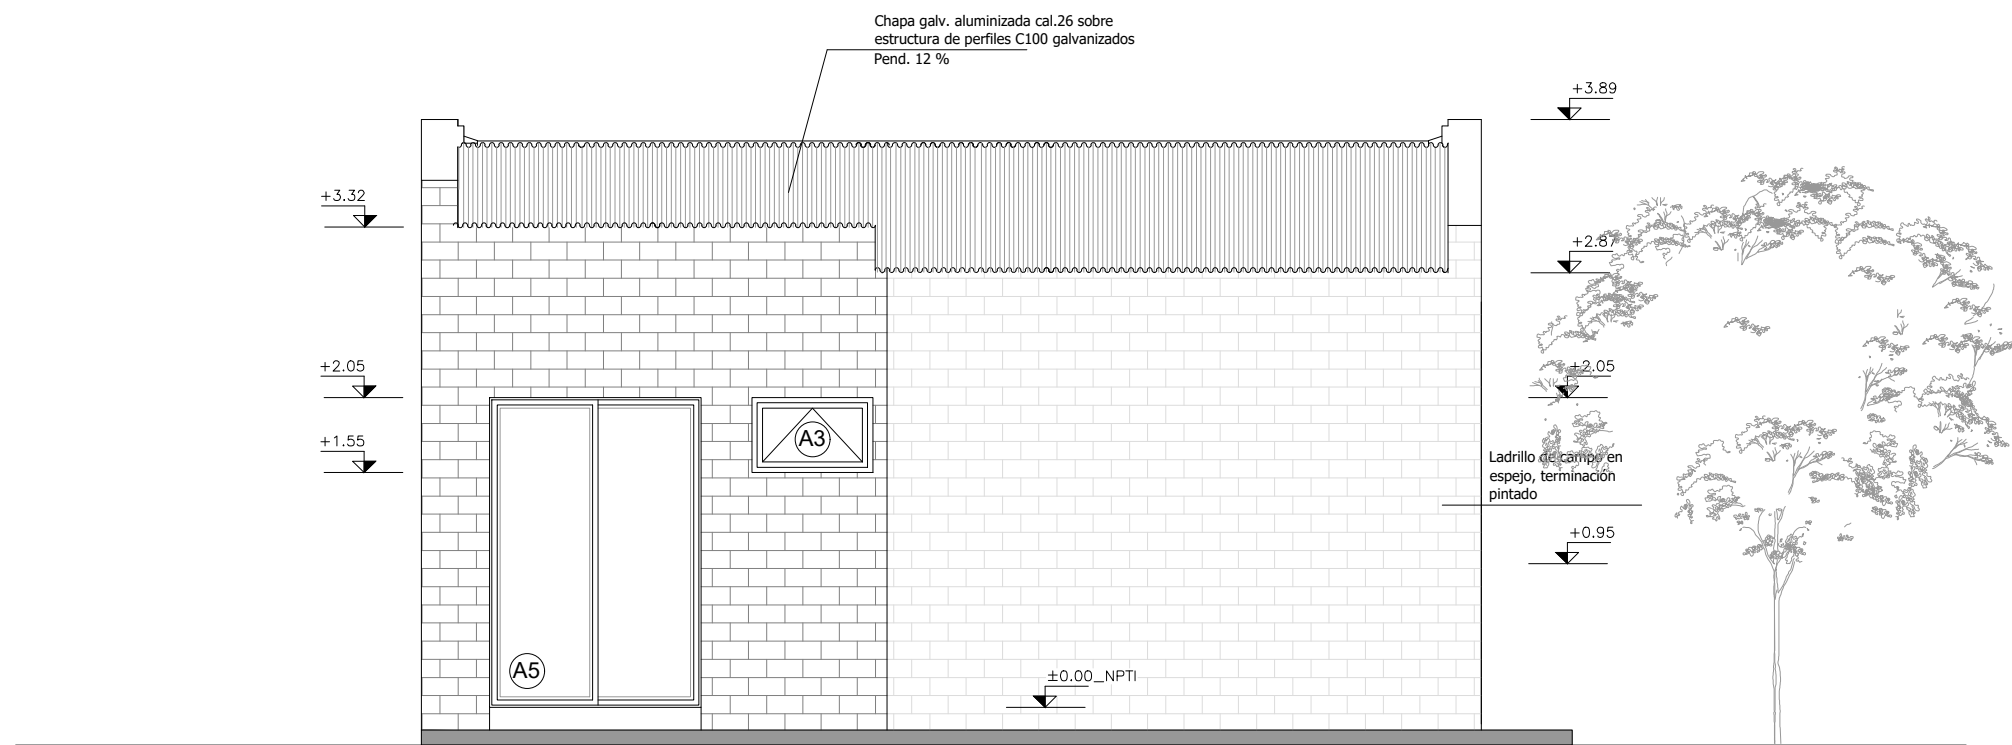 Chapa galv. aluminizada cal.26 sobre
estructura de perfiles C100 galvanizados
Pend. 12 %
+3.89
+3.32
+2.87
+2.05
+2.05
+1.55
A3
Ladrillo de campo en
espejo, terminación
pintado
+0.95
A5
±0.00_NPTI